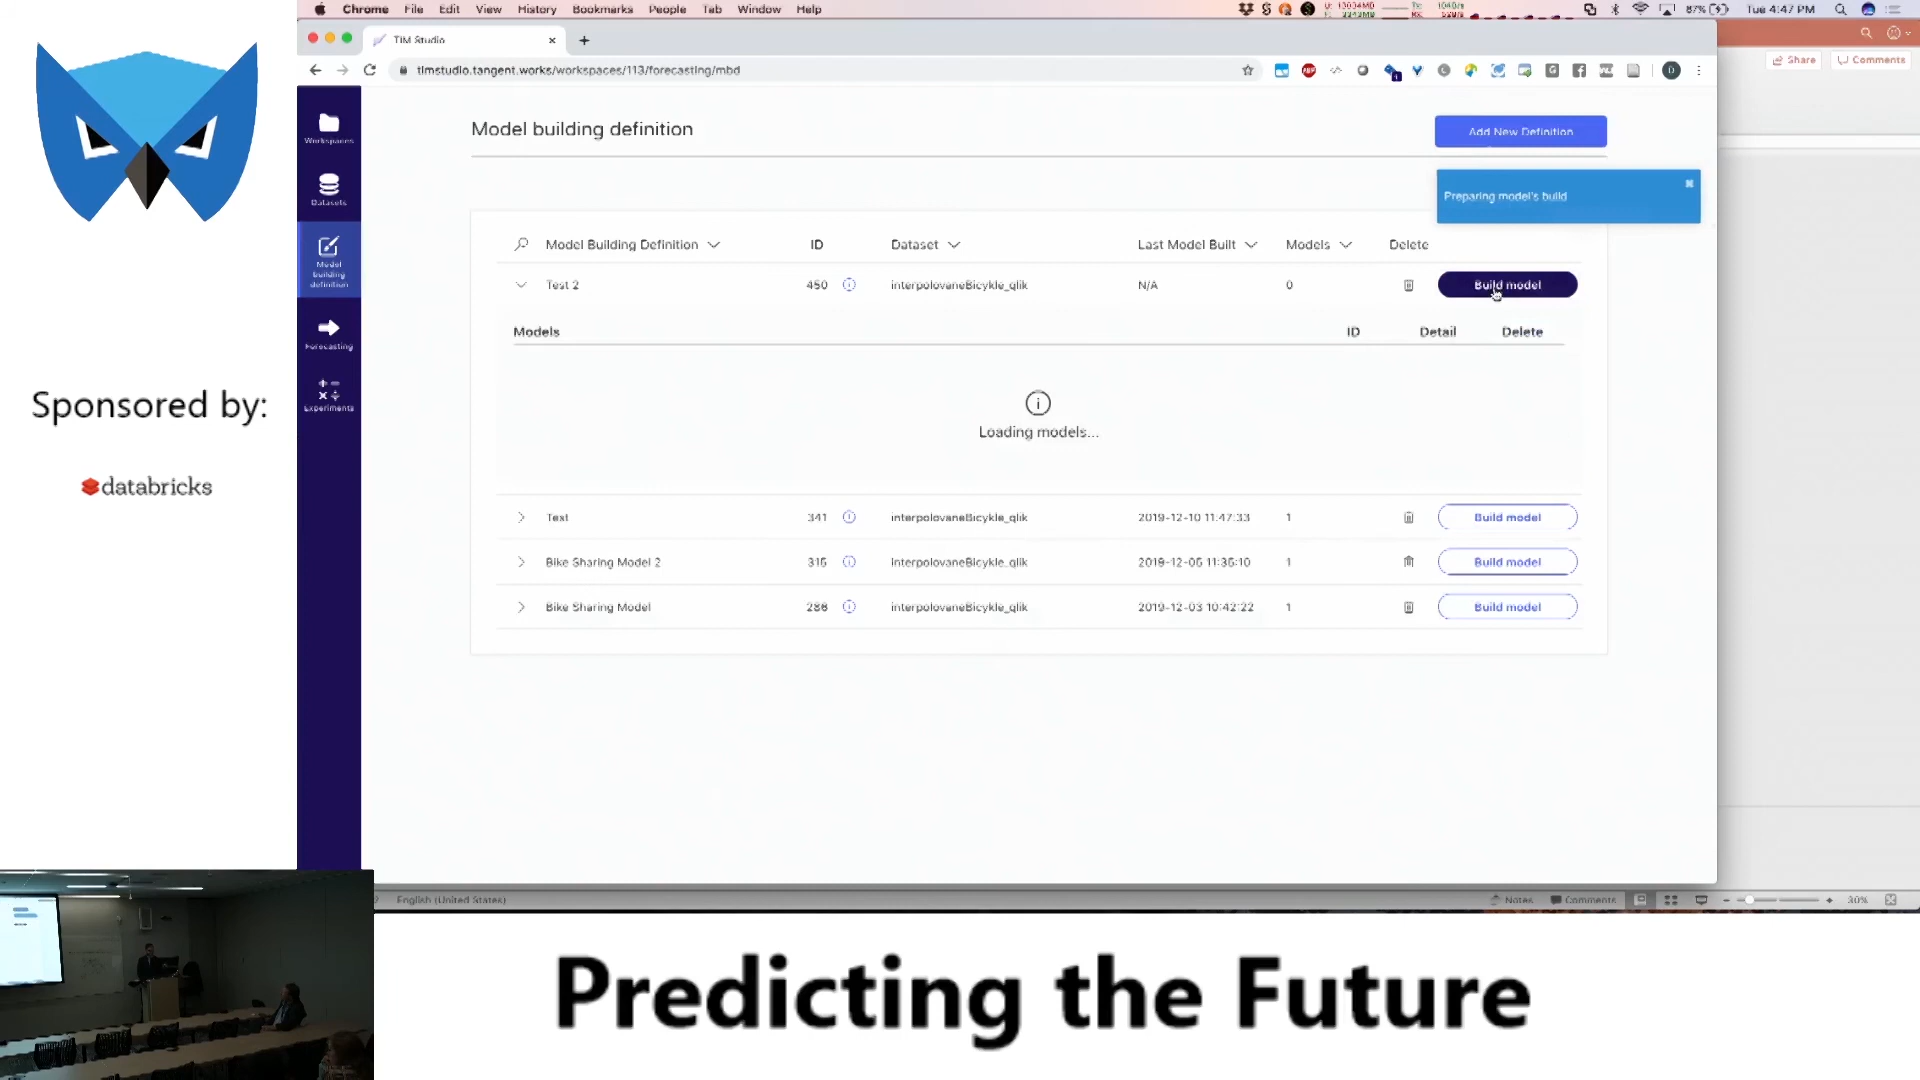 Chrome File Edit View History Bookmarks People Tab Window Help
87% Tue 4:47 PM
TIM Studio
timstudio.tangent.works/workspaces/113/forecasting/mbd
Share Comments
Workspaces
Datasets
Model
building
definition
Forecasting
Experiments
Model building definition
Add New Definition
Preparing model's build
Model Building Definition ID Dataset Last Model Built Models Delete
Test 2 450 interpolovaneBicykle_qlik N/A 0 Build model
Models ID Detail Delete
Loading models...
Text 341 interpolovaneBicykle_qlik 2019-12-10 11:47:33 1 Build model
Bike Sharing Model 2 315 interpolovaneBicykle_qlik 2019-12-05 11:35:10 1 Build model
Bike Sharing Model 286 interpolovaneBicykle_qlik 2019-12-03 10:42:22 1 Build model
Sponsored by:
databricks
English (United States) Notes Comments 30%
Predicting the Future